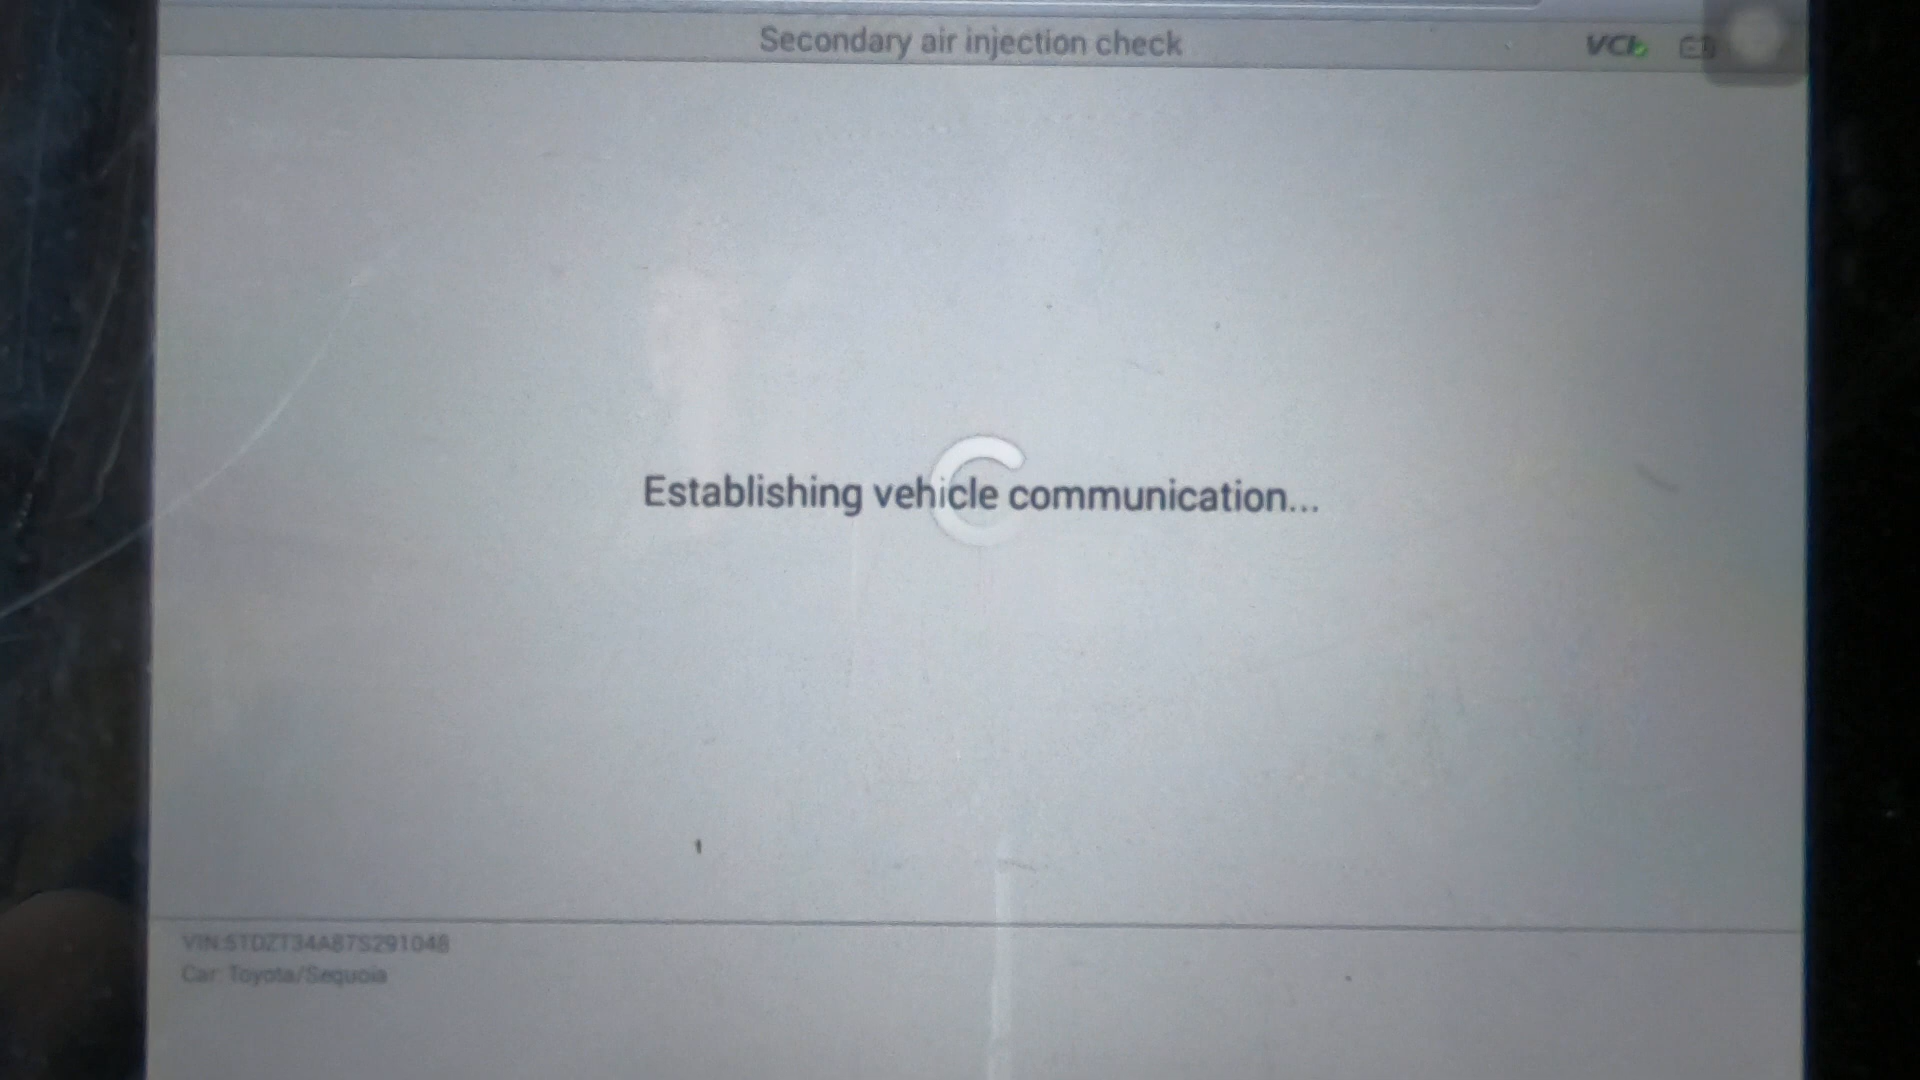 Secondary air injection check
VCI
Establishing vehicle communication...
VIN:5TDZT34A87S291048
Car: Toyota/Sequoia